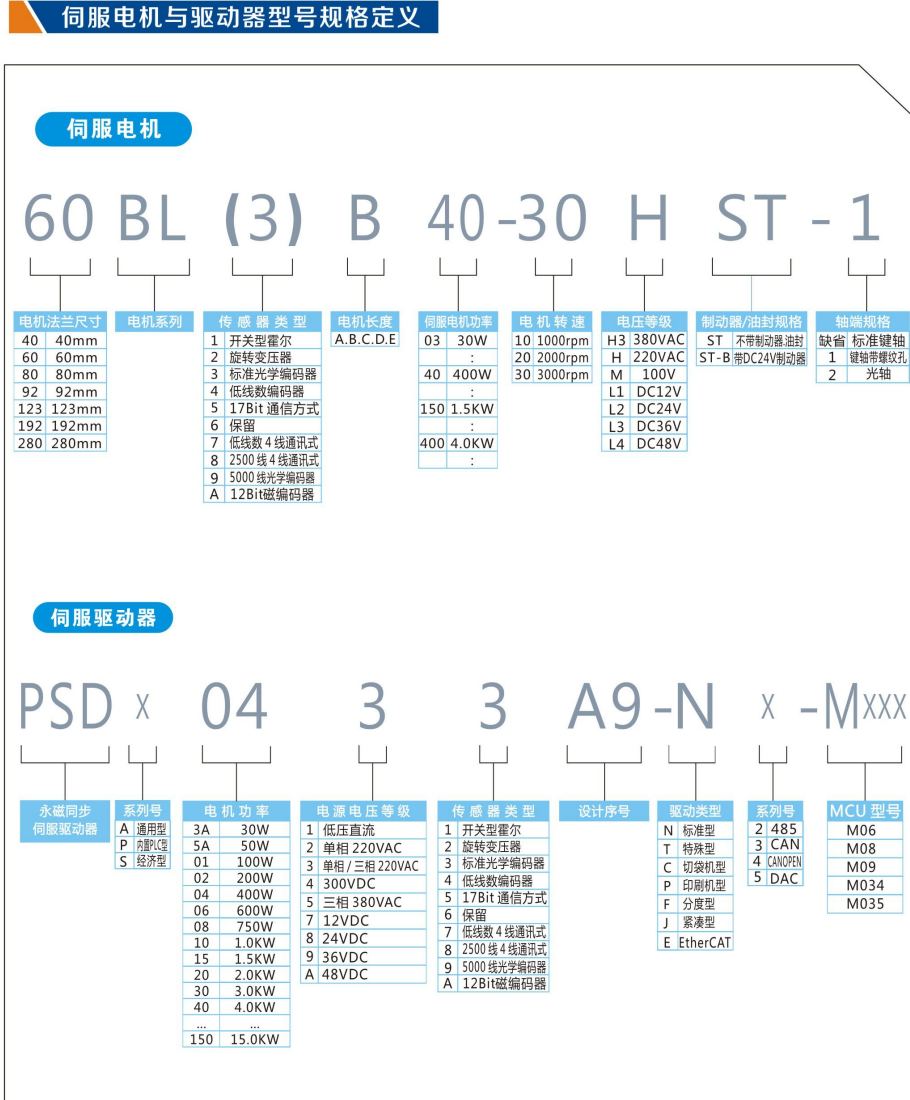 伺服电机与驱动器型号规格定义
伺服电机
60 BL (3) B 40-30 H ST - 1
电机法兰尺寸
40 40mm
60 60mm
80 80mm
92 92mm
123 123mm
192 192mm
280 280mm
电机系列
传感器类型
1 开关型霍尔
2 旋转变压器
3 标准光学编码器
4 低线数编码器
5 17Bit 通信方式
6 保留
7 低线数4线通讯式
8 2500线4线通讯式
9 5000线光学编码器
A 12Bit磁编码器
电机长度
A.B.C.D.E
伺服电机功率
03 30W
:
40 400W
:
150 1.5KW
:
400 4.0KW
:
电机转速
10 1000rpm
20 2000rpm
30 3000rpm
电压等级
H3 380VAC
H 220VAC
M 100V
L1 DC12V
L2 DC24V
L3 DC36V
L4 DC48V
制动器/油封规格
ST 不带制动器油封
ST-B 带DC24V制动器
轴端规格
缺省 标准键轴
1 键轴带螺纹孔
2 光轴
伺服驱动器
PSD X 04 3 3 A9-N X -MXXX
永磁同步
伺服驱动器
系列号
A 通用型
P 内置PLC型
S 经济型
电机功率
3A 30W
5A 50W
01 100W
02 200W
04 400W
06 600W
08 750W
10 1.0KW
15 1.5KW
20 2.0KW
30 3.0KW
40 4.0KW
... ...
150 15.0KW
电源电压等级
1 低压直流
2 单相 220VAC
3 单相/三相 220VAC
4 300VDC
5 三相 380VAC
7 12VDC
8 24VDC
9 36VDC
A 48VDC
传感器类型
1 开关型霍尔
2 旋转变压器
3 标准光学编码器
4 低线数编码器
5 17Bit 通信方式
6 保留
7 低线数4线通讯式
8 2500线4线通讯式
9 5000线光学编码器
A 12Bit磁编码器
设计序号
驱动类型
N 标准型
T 特殊型
C 切袋机型
P 印刷机型
F 分度型
J 紧凑型
E EtherCAT
系列号
2 485
3 CAN
4 CANOPEN
5 DAC
MCU 型号
M06
M08
M09
M034
M035